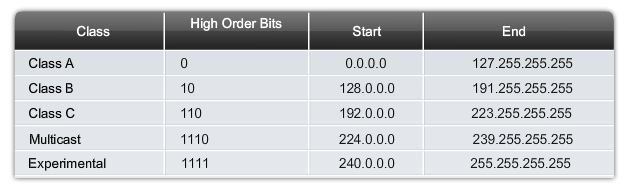 Class High Order Bits Start End
Class A 0 0.0.0.0 127.255.255.255
Class B 10 128.0.0.0 191.255.255.255
Class C 110 192.0.0.0 223.255.255.255
Multicast 1110 224.0.0.0 239.255.255.255
Experimental 1111 240.0.0.0 255.255.255.255